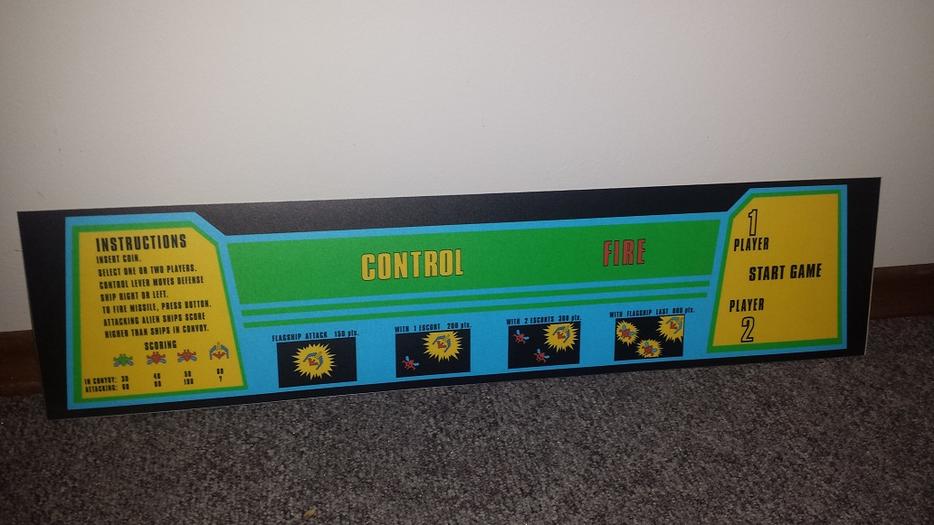 INSTRUCTIONS
INSERT COIN.
SELECT ONE OR TWO PLAYERS.
CONTROL LEVER MOVES DEFENSE
SHIP RIGHT OR LEFT.
TO FIRE MISSILE, PRESS BUTTON.
ATTACKING ALIEN SHIPS SCORE
HIGHER THAN SHIPS IN CONVOY.
SCORING
IN CONVOY: 30 40 50 60
ATTACKING: 60 80 100 ?
CONTROL
FIRE
FLAGSHIP ATTACK 150 pts.
WITH 1 ESCORT 200 pts.
WITH 2 ESCORTS 300 pts.
WITH FLAGSHIP LAST 800 pts.
1
PLAYER
START GAME
PLAYER
2